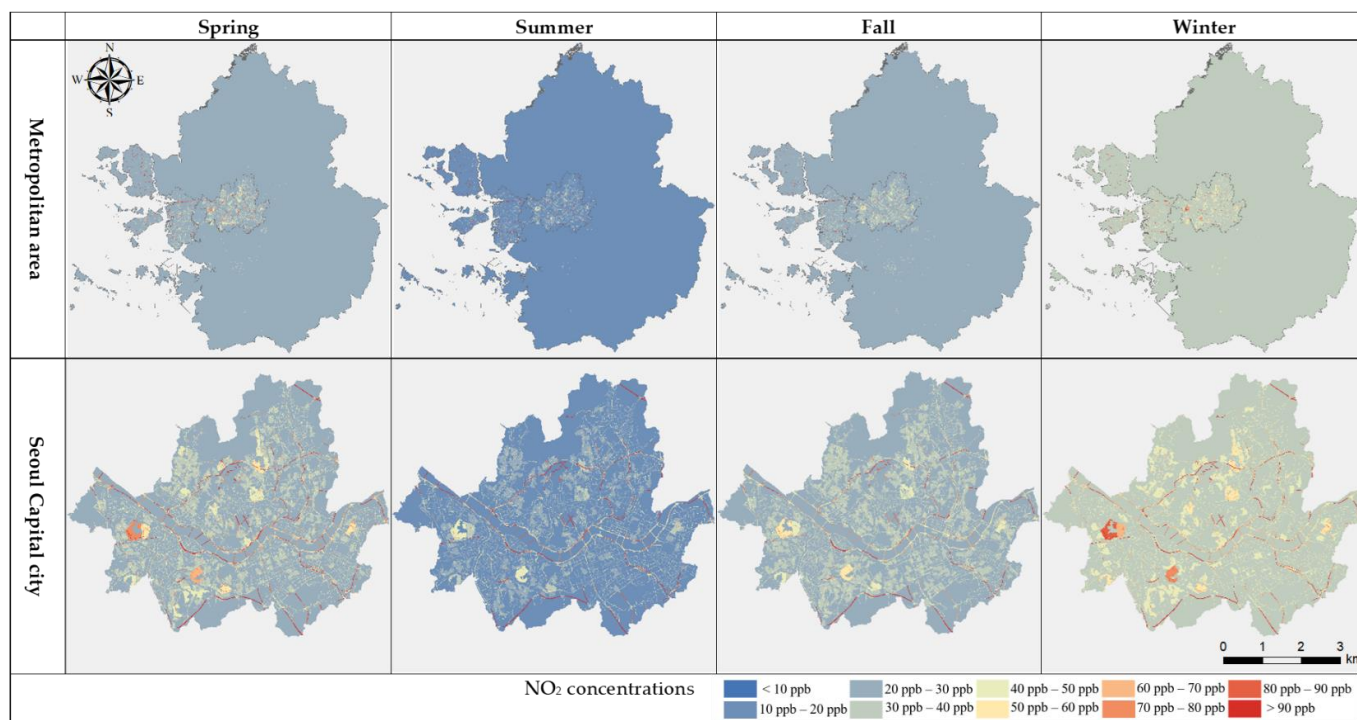 Spring Summer Fall Winter
Metropolitan area
N
W E
S
Seoul Capital city
0 1 2 3
km
NO₂ concentrations
< 10 ppb 20 ppb – 30 ppb 40 ppb – 50 ppb 60 ppb – 70 ppb 80 ppb – 90 ppb
10 ppb – 20 ppb 30 ppb – 40 ppb 50 ppb – 60 ppb 70 ppb – 80 ppb > 90 ppb